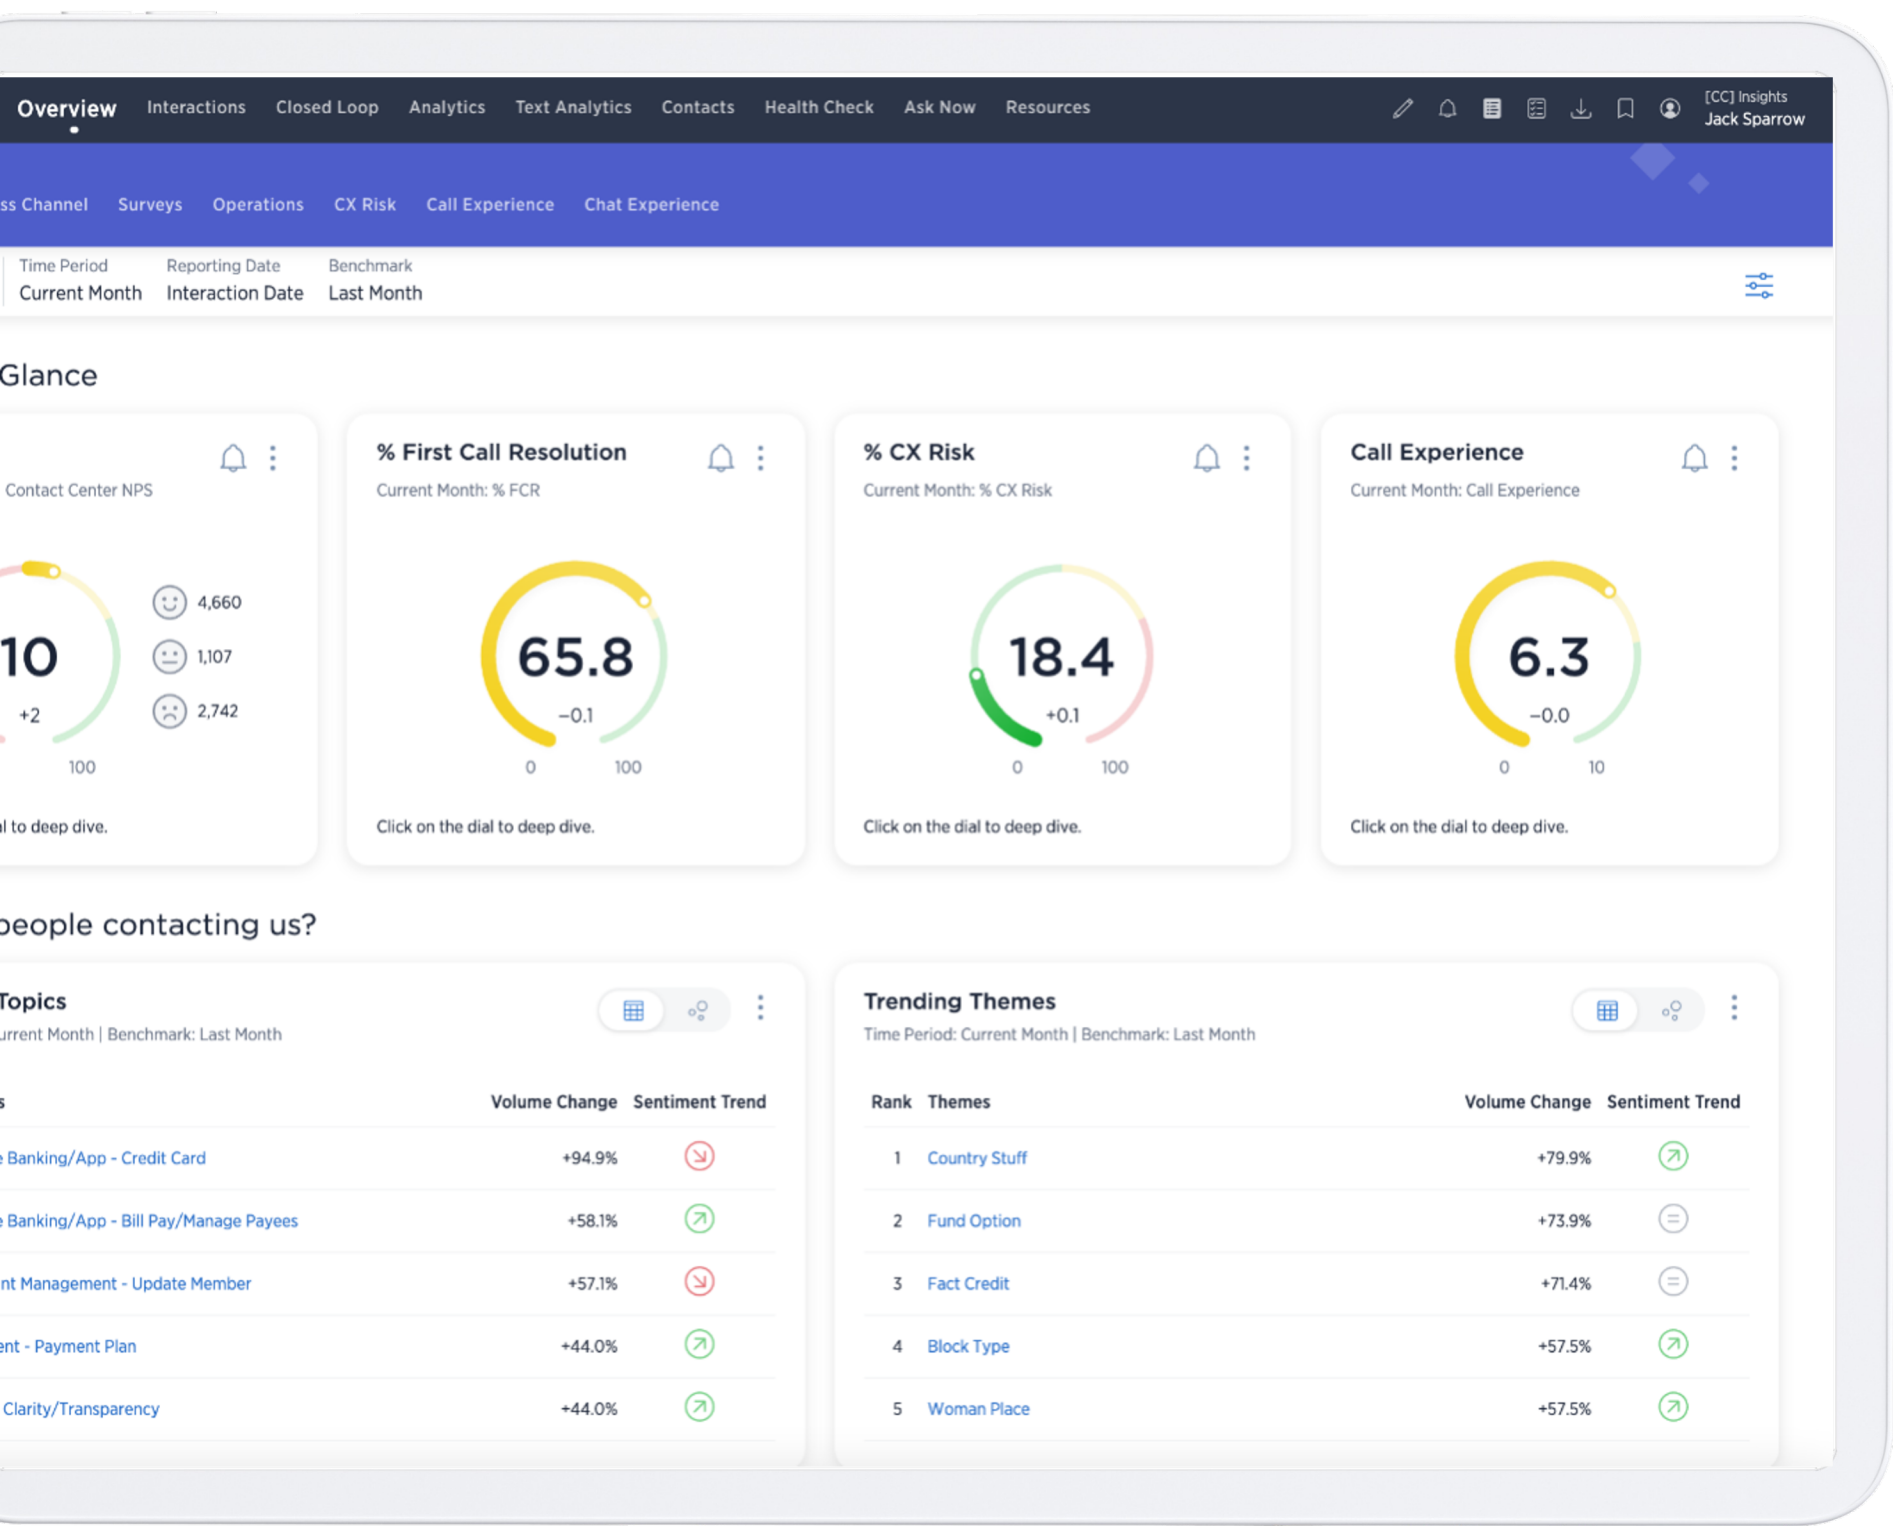 Overview Interactions Closed Loop Analytics Text Analytics Contacts Health Check Ask Now Resources
[CC] Insights
Jack Sparrow
ss Channel Surveys Operations CX Risk Call Experience Chat Experience
Time Period Reporting Date Benchmark
Current Month Interaction Date Last Month
Glance
Contact Center NPS
4,660
10
1,107
+2
2,742
100
al to deep dive.
% First Call Resolution
Current Month: % FCR
65.8
−0.1
0 100
Click on the dial to deep dive.
% CX Risk
Current Month: % CX Risk
18.4
+0.1
0 100
Click on the dial to deep dive.
Call Experience
Current Month: Call Experience
6.3
−0.0
0 10
Click on the dial to deep dive.
people contacting us?
Topics
urrent Month | Benchmark: Last Month
s Volume Change Sentiment Trend
e Banking/App - Credit Card +94.9%
e Banking/App - Bill Pay/Manage Payees +58.1%
nt Management - Update Member +57.1%
ent - Payment Plan +44.0%
Clarity/Transparency +44.0%
Trending Themes
Time Period: Current Month | Benchmark: Last Month
Rank Themes Volume Change Sentiment Trend
1 Country Stuff +79.9%
2 Fund Option +73.9%
3 Fact Credit +71.4%
4 Block Type +57.5%
5 Woman Place +57.5%